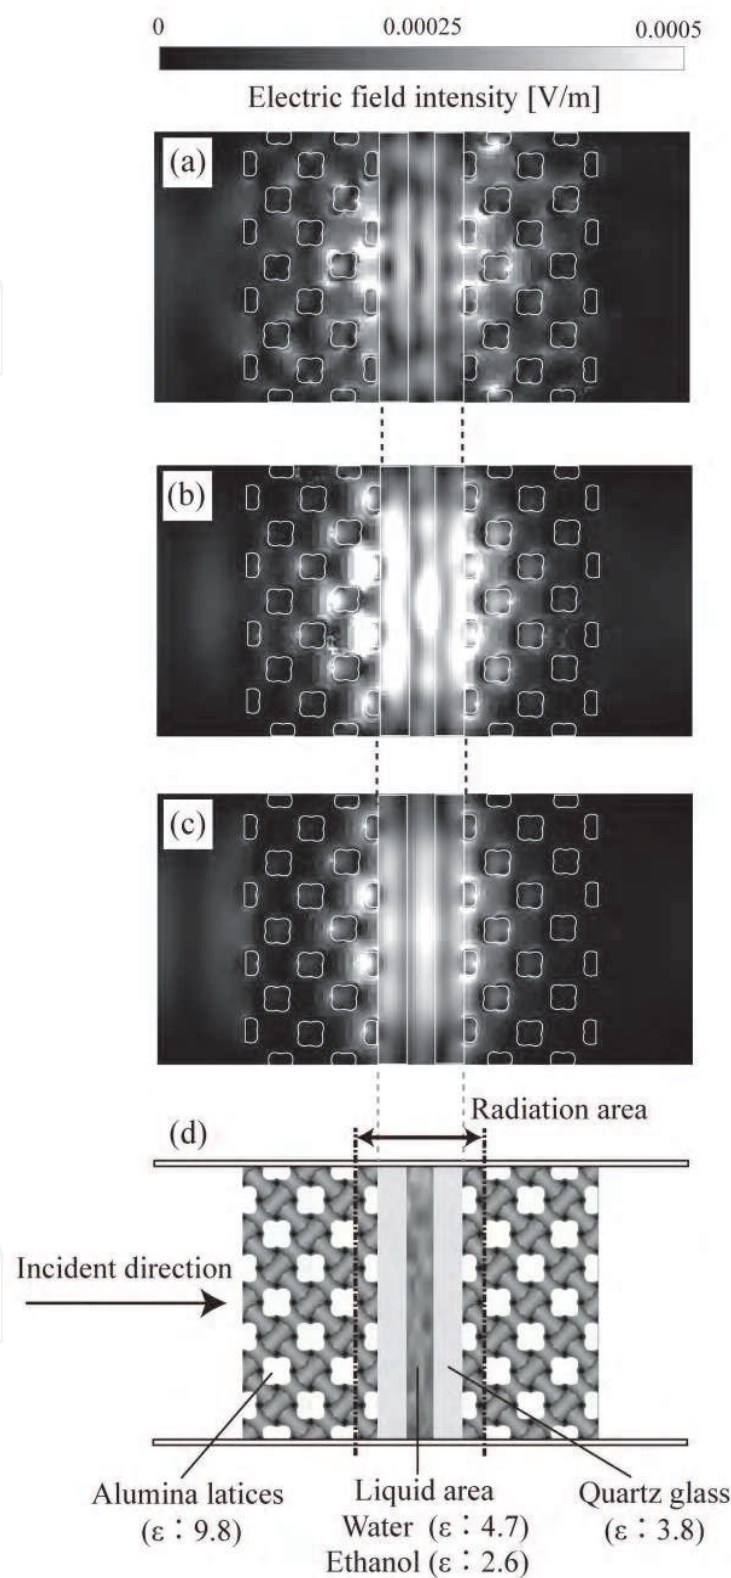 0 0.00025 0.0005
Electric field intensity [V/m]
(a)
(b)
(c)
(d)
Radiation area
Incident direction
Alumina latices
(ε：9.8)
Liquid area
Water (ε：4.7)
Ethanol (ε：2.6)
Quartz glass
(ε：3.8)